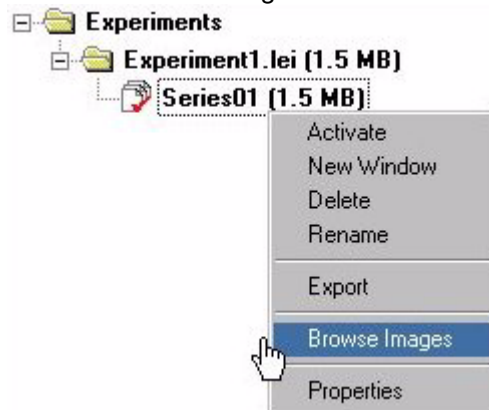 Experiments
Experiment1.lei (1.5 MB)
Series01 (1.5 MB)
Activate
New Window
Delete
Rename
Export
Browse Images
Properties